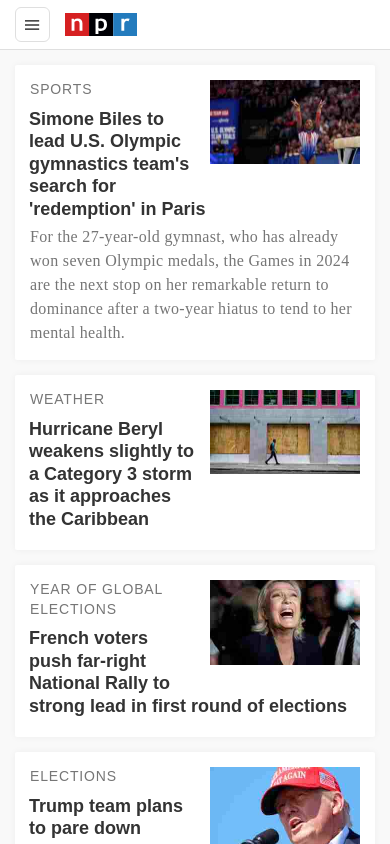 npr
SPORTS
Simone Biles to
lead U.S. Olympic
gymnastics team's
search for
'redemption' in Paris
For the 27-year-old gymnast, who has already
won seven Olympic medals, the Games in 2024
are the next stop on her remarkable return to
dominance after a two-year hiatus to tend to her
mental health.
WEATHER
Hurricane Beryl
weakens slightly to
a Category 3 storm
as it approaches
the Caribbean
YEAR OF GLOBAL
ELECTIONS
French voters
push far-right
National Rally to
strong lead in first round of elections
ELECTIONS
Trump team plans
to pare down